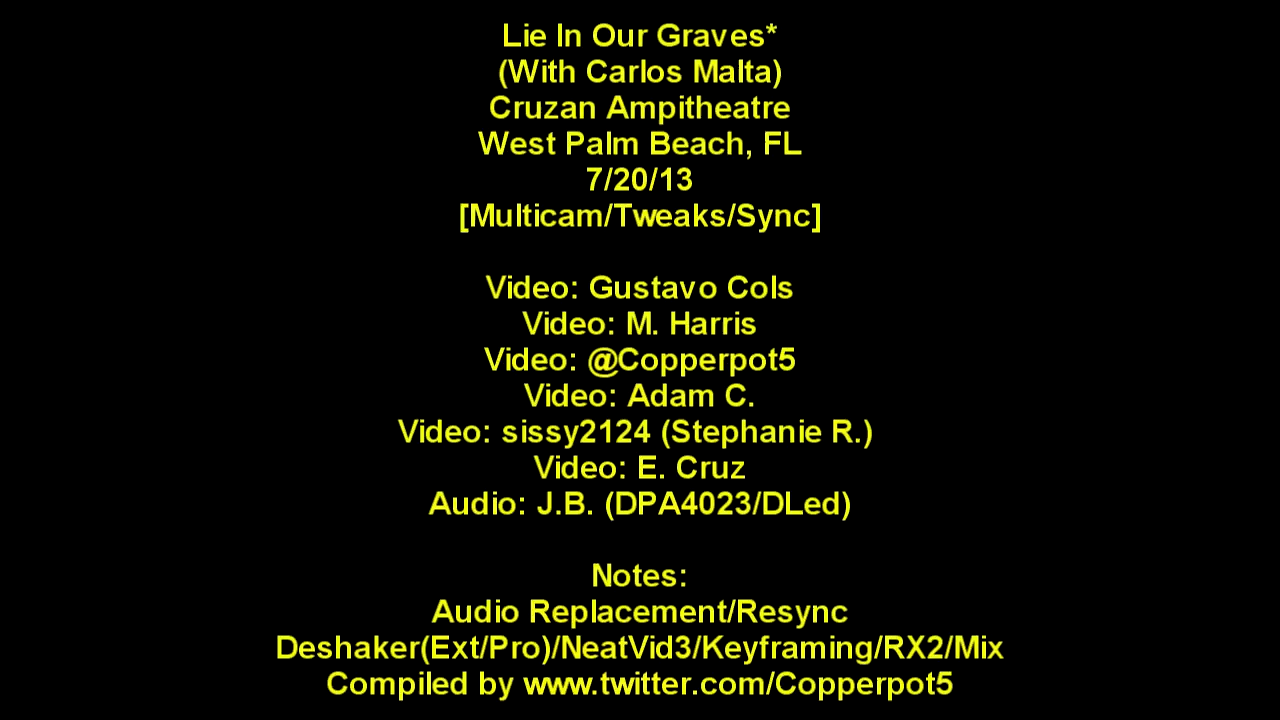 Lie In Our Graves*
(With Carlos Malta)
Cruzan Ampitheatre
West Palm Beach, FL
7/20/13
[Multicam/Tweaks/Sync]
Video: Gustavo Cols
Video: M. Harris
Video: @Copperpot5
Video: Adam C.
Video: sissy2124 (Stephanie R.)
Video: E. Cruz
Audio: J.B. (DPA4023/DLed)
Notes:
Audio Replacement/Resync
Deshaker(Ext/Pro)/NeatVid3/Keyframing/RX2/Mix
Compiled by www.twitter.com/Copperpot5